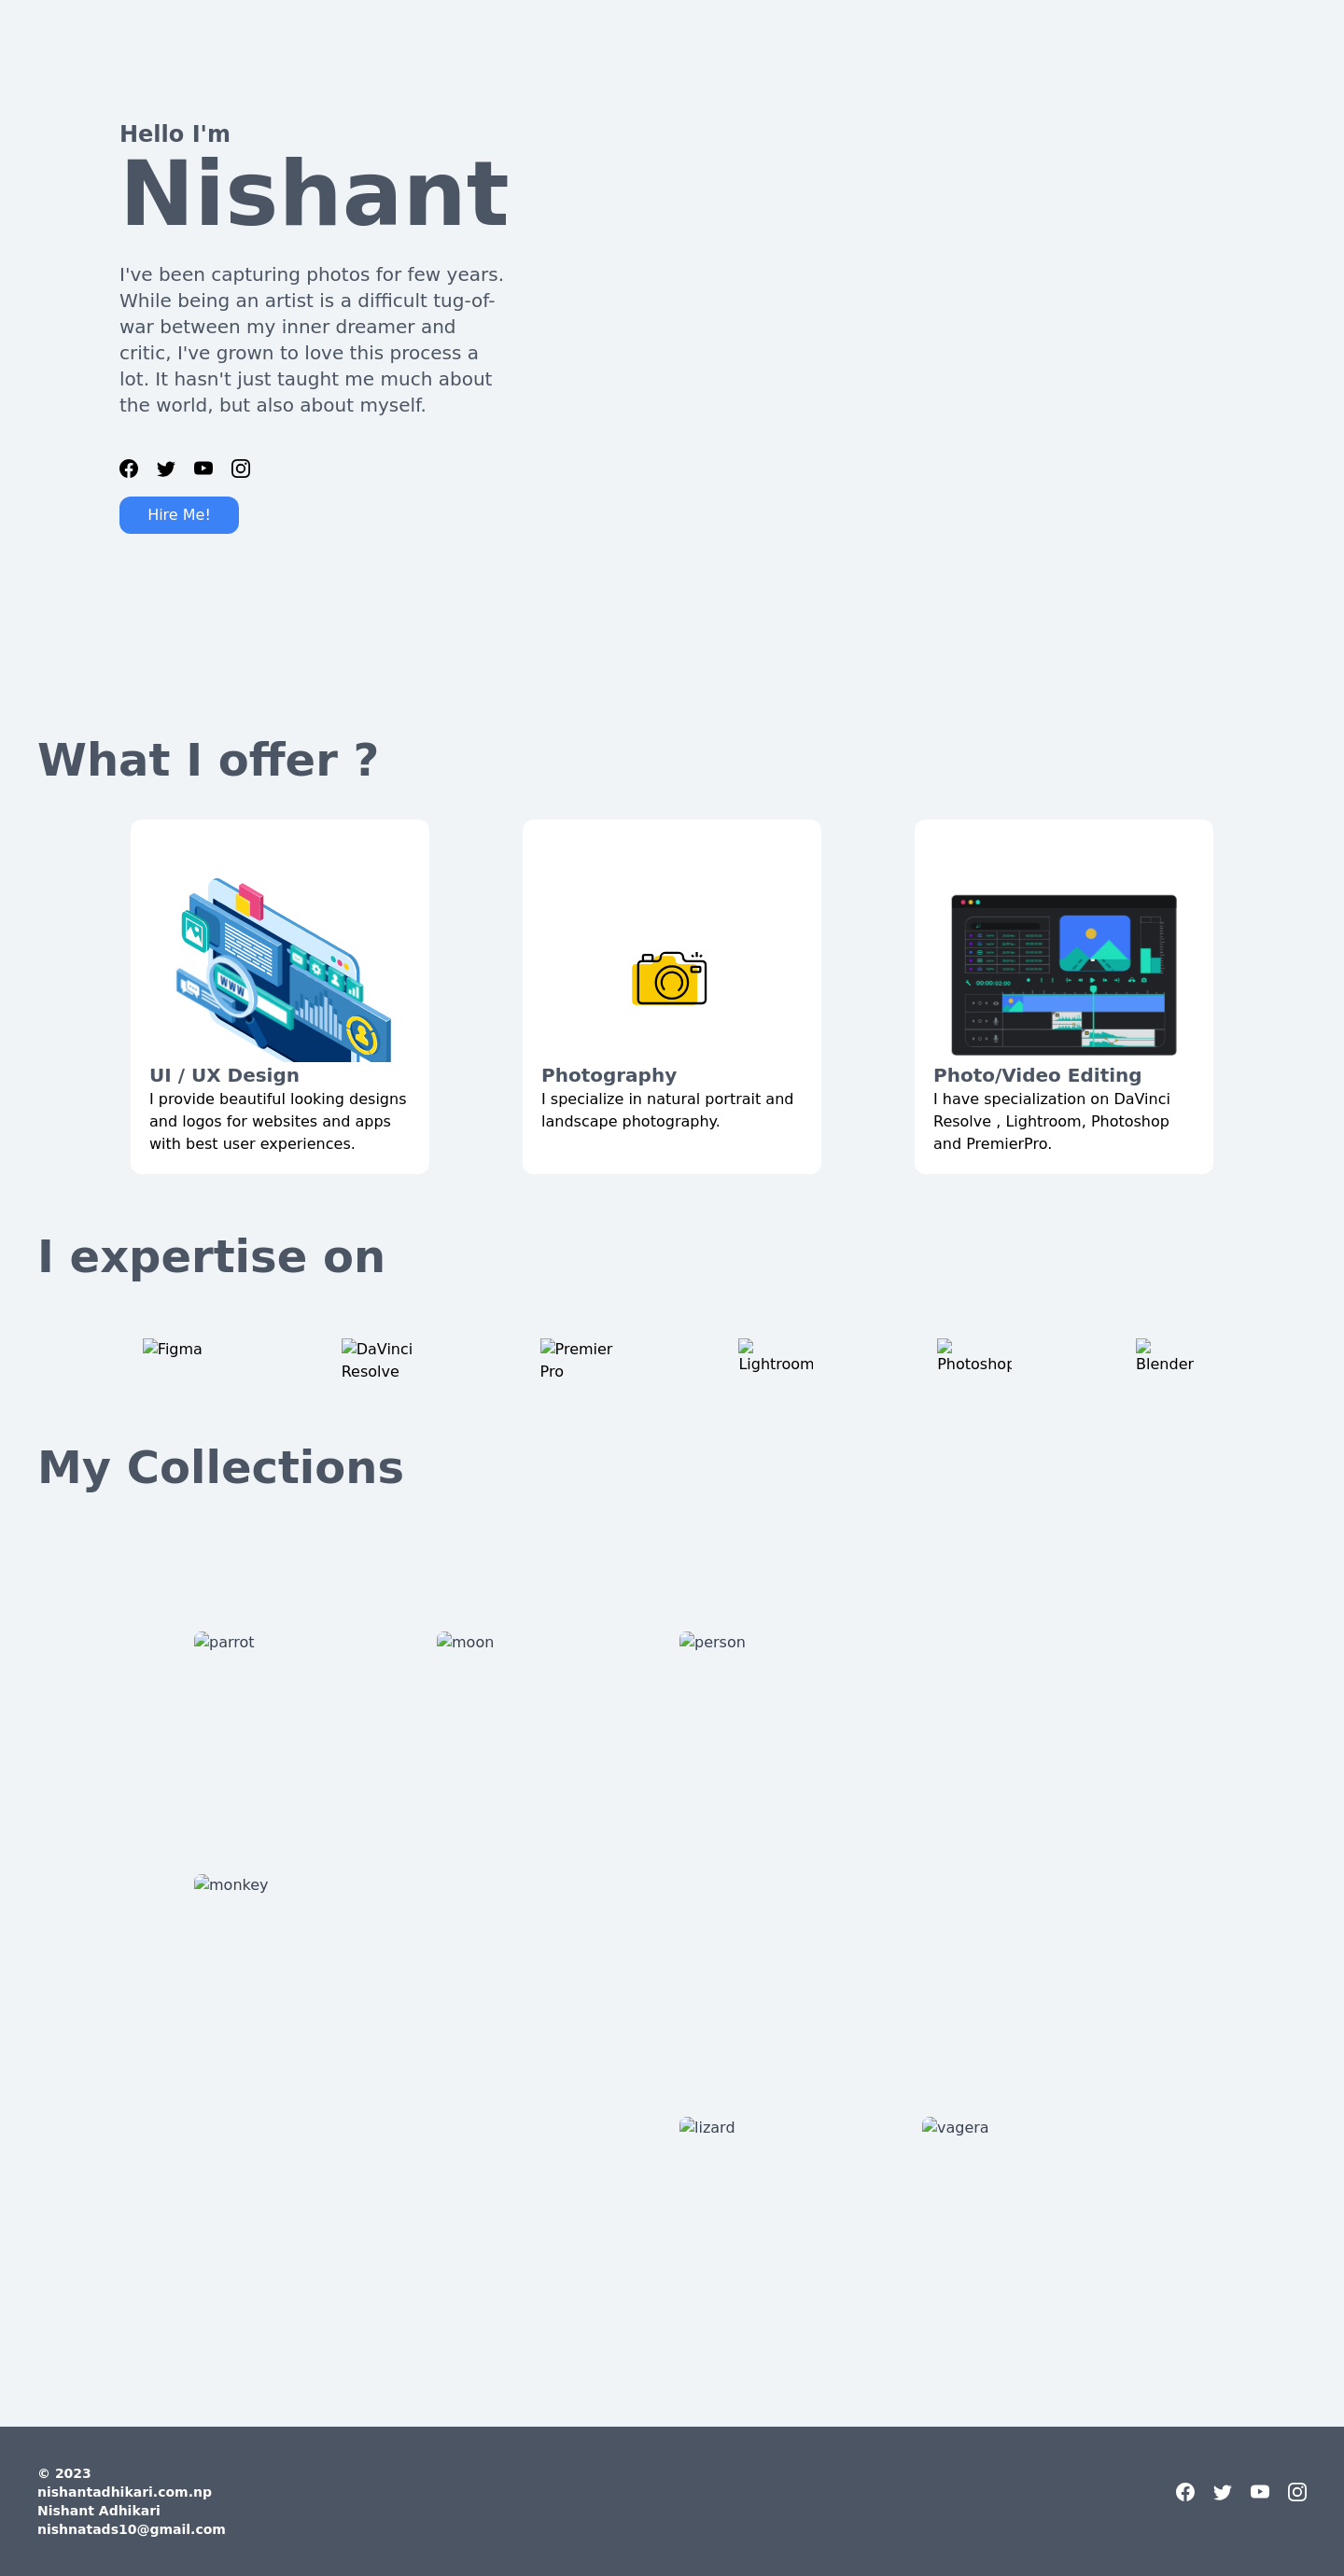 Hello I'm
Nishant
I've been capturing photos for few years.
While being an artist is a difficult tug-of-
war between my inner dreamer and
critic, I've grown to love this process a
lot. It hasn't just taught me much about
the world, but also about myself.
Hire Me!
What I offer ?
WWW
00:00:02:00
UI / UX Design
I provide beautiful looking designs
and logos for websites and apps
with best user experiences.
Photography
I specialize in natural portrait and
landscape photography.
Photo/Video Editing
I have specialization on DaVinci
Resolve , Lightroom, Photoshop
and PremierPro.
I expertise on
Figma
DaVinci
Resolve
Premier
Pro
Lightroom
Photoshop
Blender
My Collections
parrot
moon
person
monkey
lizard
vagera
© 2023
nishantadhikari.com.np
Nishant Adhikari
nishnatads10@gmail.com